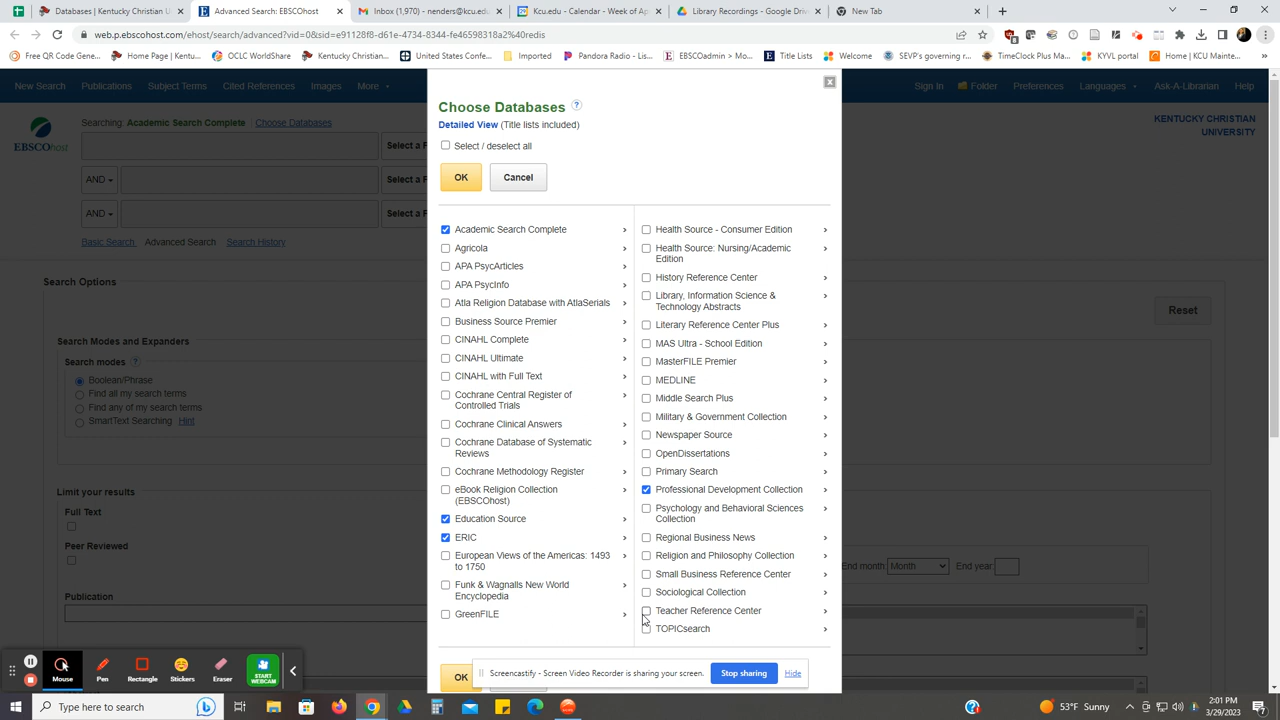 Databases | Kentucky Christian U
Advanced Search: EBSCOhost
Inbox (1,970) - nenders@kcu.edu
Kcu.edu - Calendar - Week of Ap
Library Recordings - Google Driv
New Tab
web.p.ebscohost.com/ehost/search/advanced?vid=0&sid=e91128f8-d61e-4734-8344-fe46598318a2%40redis
Free QR Code Gener...
Home Page | Kentu...
OCLC WorldShare
Kentucky Christian...
United States Confe...
Imported
Pandora Radio - Lis...
EBSCOadmin > Mo...
Title Lists
Welcome
SEVP's governing r...
TimeClock Plus Ma...
KYVL portal
Home | KCU Mainte...
New Search
Publications
Subject Terms
Cited References
Images
More
Sign In
Folder
Preferences
Languages
Ask-A-Librarian
Help
Searching: Academic Search Complete | Choose Databases
EBSCOhost
KENTUCKY CHRISTIAN
UNIVERSITY
Select a F
AND
Select a F
AND
Select a F
Basic Search
Advanced Search
Search History
Search Options
Reset
Search Modes and Expanders
Search modes ?
Boolean/Phrase
Find all my search terms
Find any of my search terms
SmartText Searching Hint
Limit your results
Full Text
Peer Reviewed
Publication
End month: Month
End year:
Choose Databases ?
Detailed View (Title lists included)
Select / deselect all
OK
Cancel
Academic Search Complete
Agricola
APA PsycArticles
APA PsycInfo
Atla Religion Database with AtlaSerials
Business Source Premier
CINAHL Complete
CINAHL Ultimate
CINAHL with Full Text
Cochrane Central Register of
Controlled Trials
Cochrane Clinical Answers
Cochrane Database of Systematic
Reviews
Cochrane Methodology Register
eBook Religion Collection
(EBSCOhost)
Education Source
ERIC
European Views of the Americas: 1493
to 1750
Funk & Wagnalls New World
Encyclopedia
GreenFILE
Health Source - Consumer Edition
Health Source: Nursing/Academic
Edition
History Reference Center
Library, Information Science &
Technology Abstracts
Literary Reference Center Plus
MAS Ultra - School Edition
MasterFILE Premier
MEDLINE
Middle Search Plus
Military & Government Collection
Newspaper Source
OpenDissertations
Primary Search
Professional Development Collection
Psychology and Behavioral Sciences
Collection
Regional Business News
Religion and Philosophy Collection
Small Business Reference Center
Sociological Collection
Teacher Reference Center
TOPICsearch
OK
Screencastify - Screen Video Recorder is sharing your screen.
Stop sharing
Hide
Mouse
Pen
Rectangle
Stickers
Eraser
START
WEBCAM
Type here to search
53°F Sunny
2:01 PM
3/29/2023